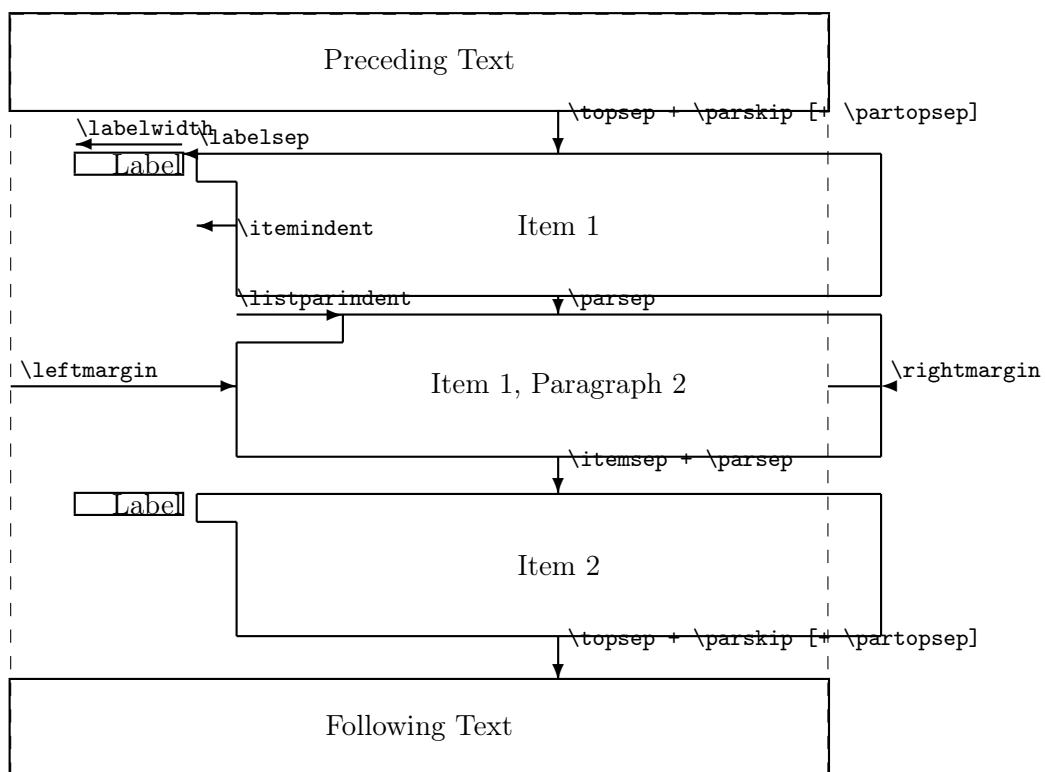 Preceding Text
\topsep + \parskip [+ \partopsep]
\labelwidth
\labelsep
Label
Item 1
\itemindent
\listparindent
\parsep
\leftmargin
Item 1, Paragraph 2
\rightmargin
\itemsep + \parsep
Label
Item 2
\topsep + \parskip [+ \partopsep]
Following Text